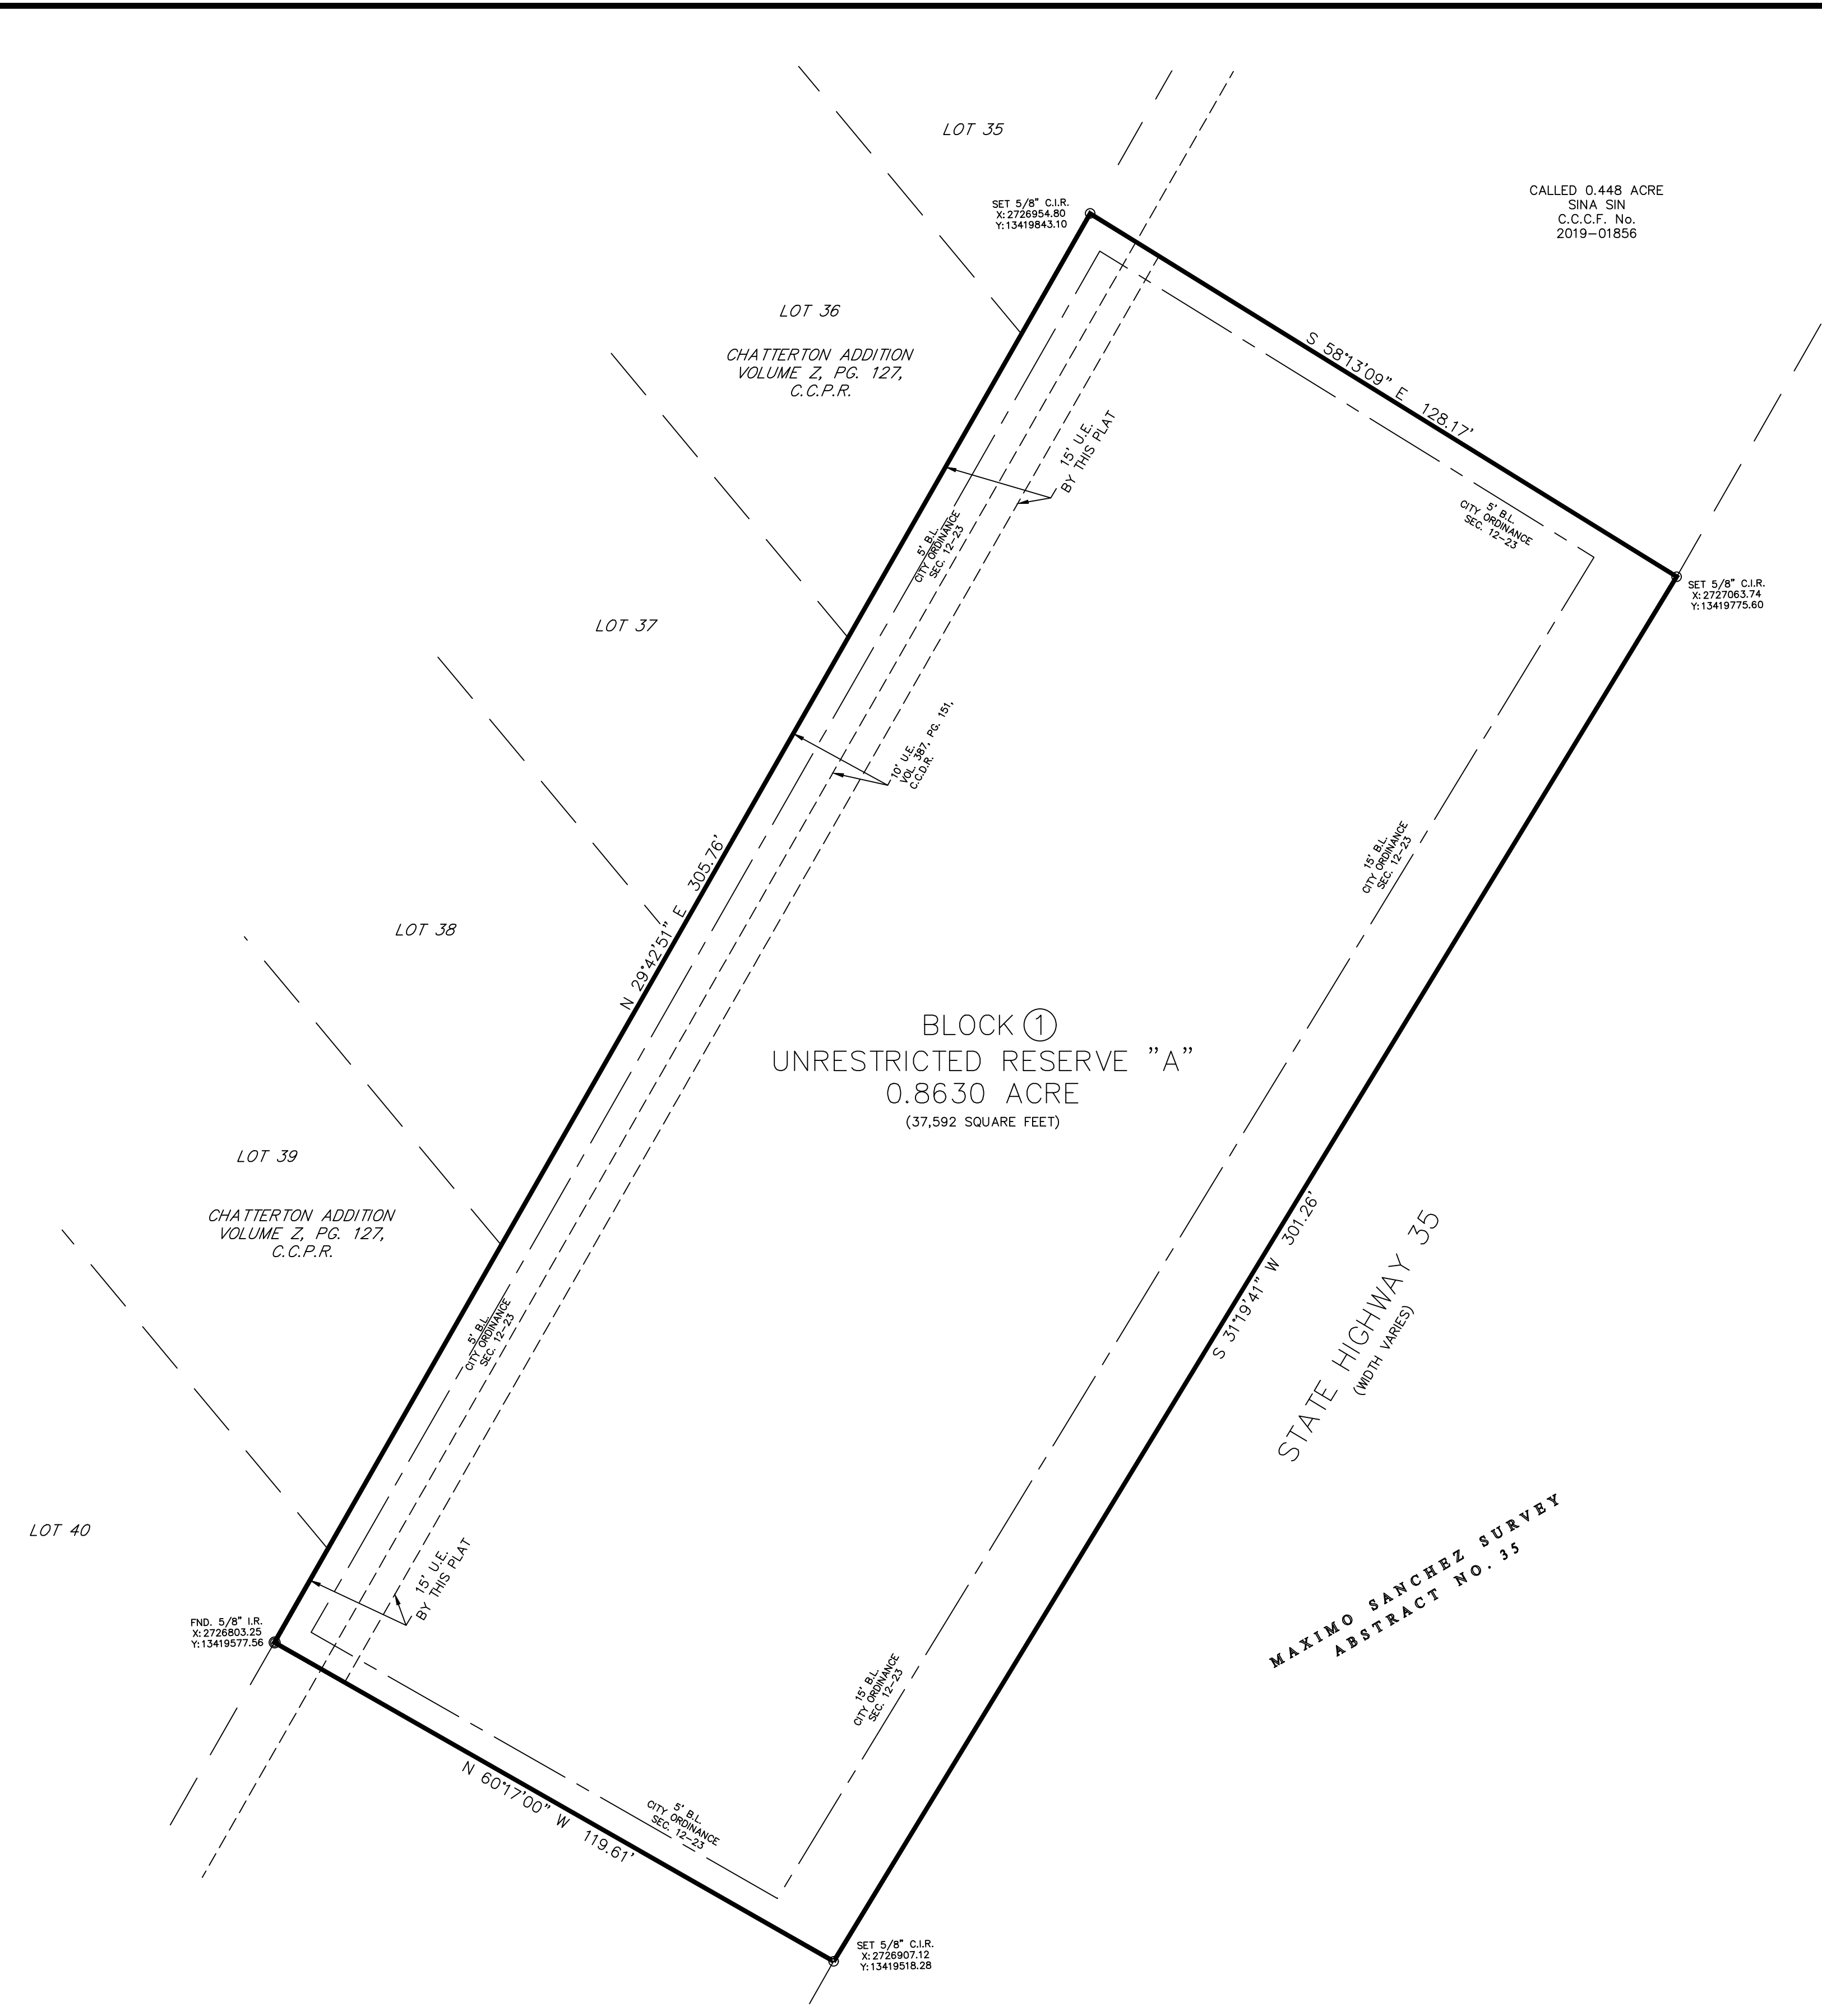 LOT 35
SET 5/8" C.I.R.
X: 2726954.80
Y: 13419843.10
CALLED 0.448 ACRE
SINA SIN
C.C.C.F. No.
2019-01856
LOT 36
CHATTERTON ADDITION
VOLUME Z, PG. 127,
C.C.P.R.
S 58°13'09" E 128.17'
15' U.E.
BY THIS PLAT
5' B.L.
CITY ORDINANCE
SEC. 12-23
5' B.L.
CITY ORDINANCE
SEC. 12-23
SET 5/8" C.I.R.
X: 2727063.74
Y: 13419775.60
LOT 37
10' U.E.
VOL. 387, PG. 151,
C.C.D.R.
N 29°42'51" E 305.76'
15' B.L.
CITY ORDINANCE
SEC. 12-23
LOT 38
BLOCK 1
UNRESTRICTED RESERVE "A"
0.8630 ACRE
(37,592 SQUARE FEET)
LOT 39
CHATTERTON ADDITION
VOLUME Z, PG. 127,
C.C.P.R.
S 31°19'41" W 301.26'
STATE HIGHWAY 35
(WIDTH VARIES)
5' B.L.
CITY ORDINANCE
SEC. 12-23
MAXIMO SANCHEZ SURVEY
ABSTRACT NO. 35
LOT 40
15' U.E.
BY THIS PLAT
FND. 5/8" I.R.
X: 2726803.25
Y: 13419577.56
15' B.L.
CITY ORDINANCE
SEC. 12-23
N 60°17'00" W 119.61'
5' B.L.
CITY ORDINANCE
SEC. 12-23
SET 5/8" C.I.R.
X: 2726907.12
Y: 13419518.28